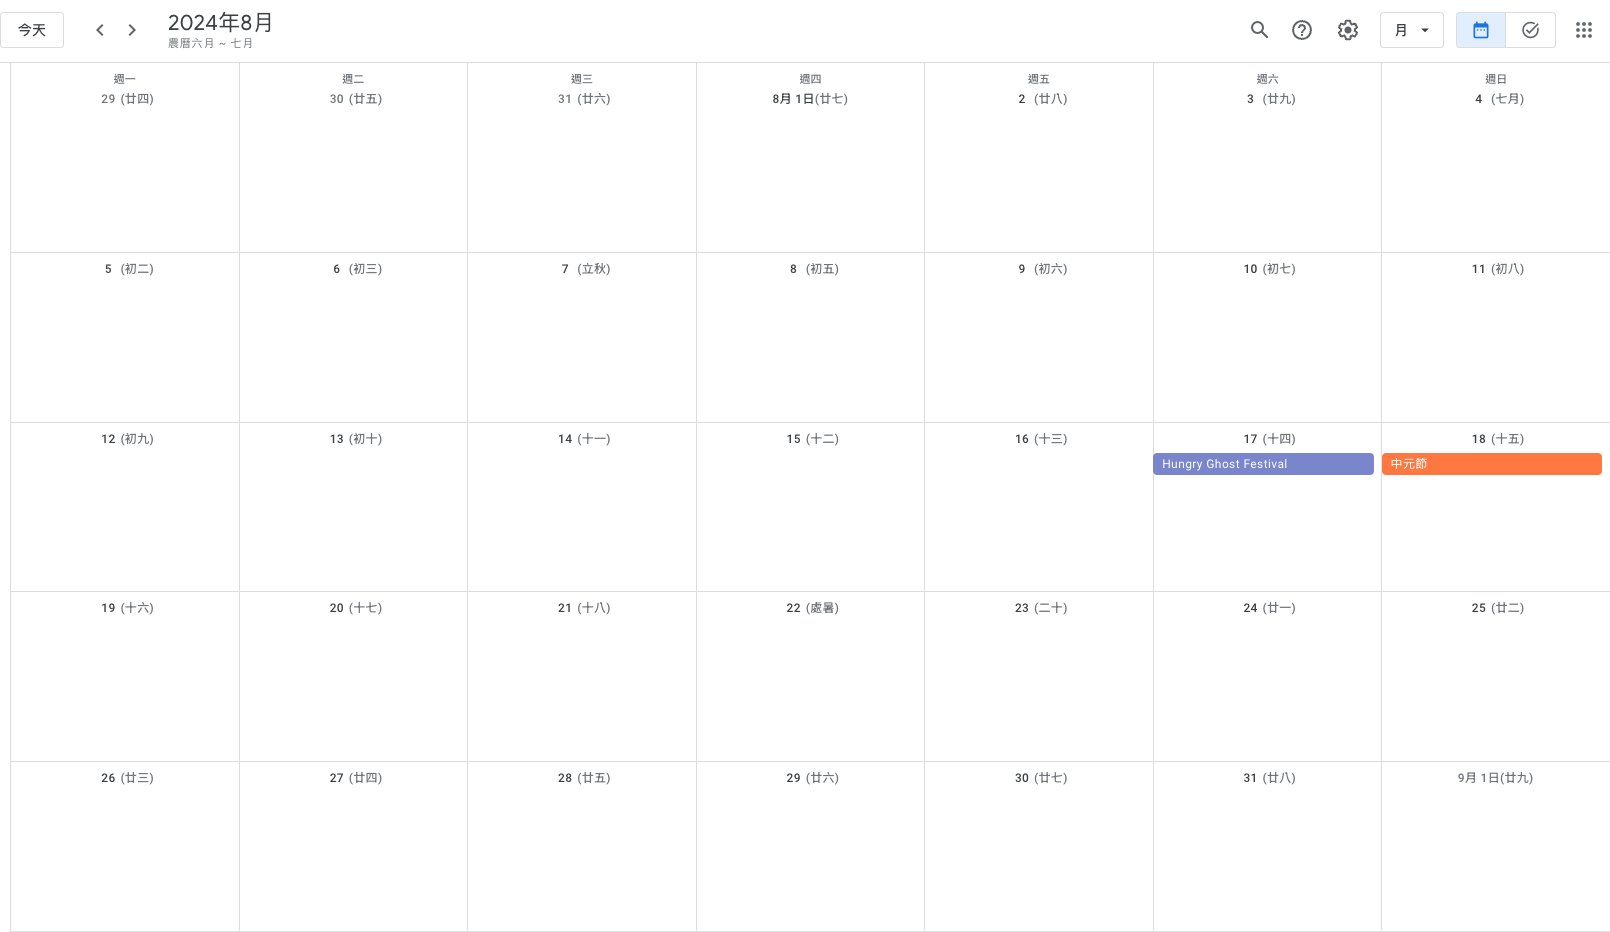 今天
2024年8月
農曆六月 ~ 七月
月
週一 週二 週三 週四 週五 週六 週日
29 (廿四) 30 (廿五) 31 (廿六) 8月 1日(廿七) 2 (廿八) 3 (廿九) 4 (七月)
5 (初二) 6 (初三) 7 (立秋) 8 (初五) 9 (初六) 10 (初七) 11 (初八)
12 (初九) 13 (初十) 14 (十一) 15 (十二) 16 (十三) 17 (十四) 18 (十五)
Hungry Ghost Festival 中元節
19 (十六) 20 (十七) 21 (十八) 22 (處暑) 23 (二十) 24 (廿一) 25 (廿二)
26 (廿三) 27 (廿四) 28 (廿五) 29 (廿六) 30 (廿七) 31 (廿八) 9月 1日(廿九)